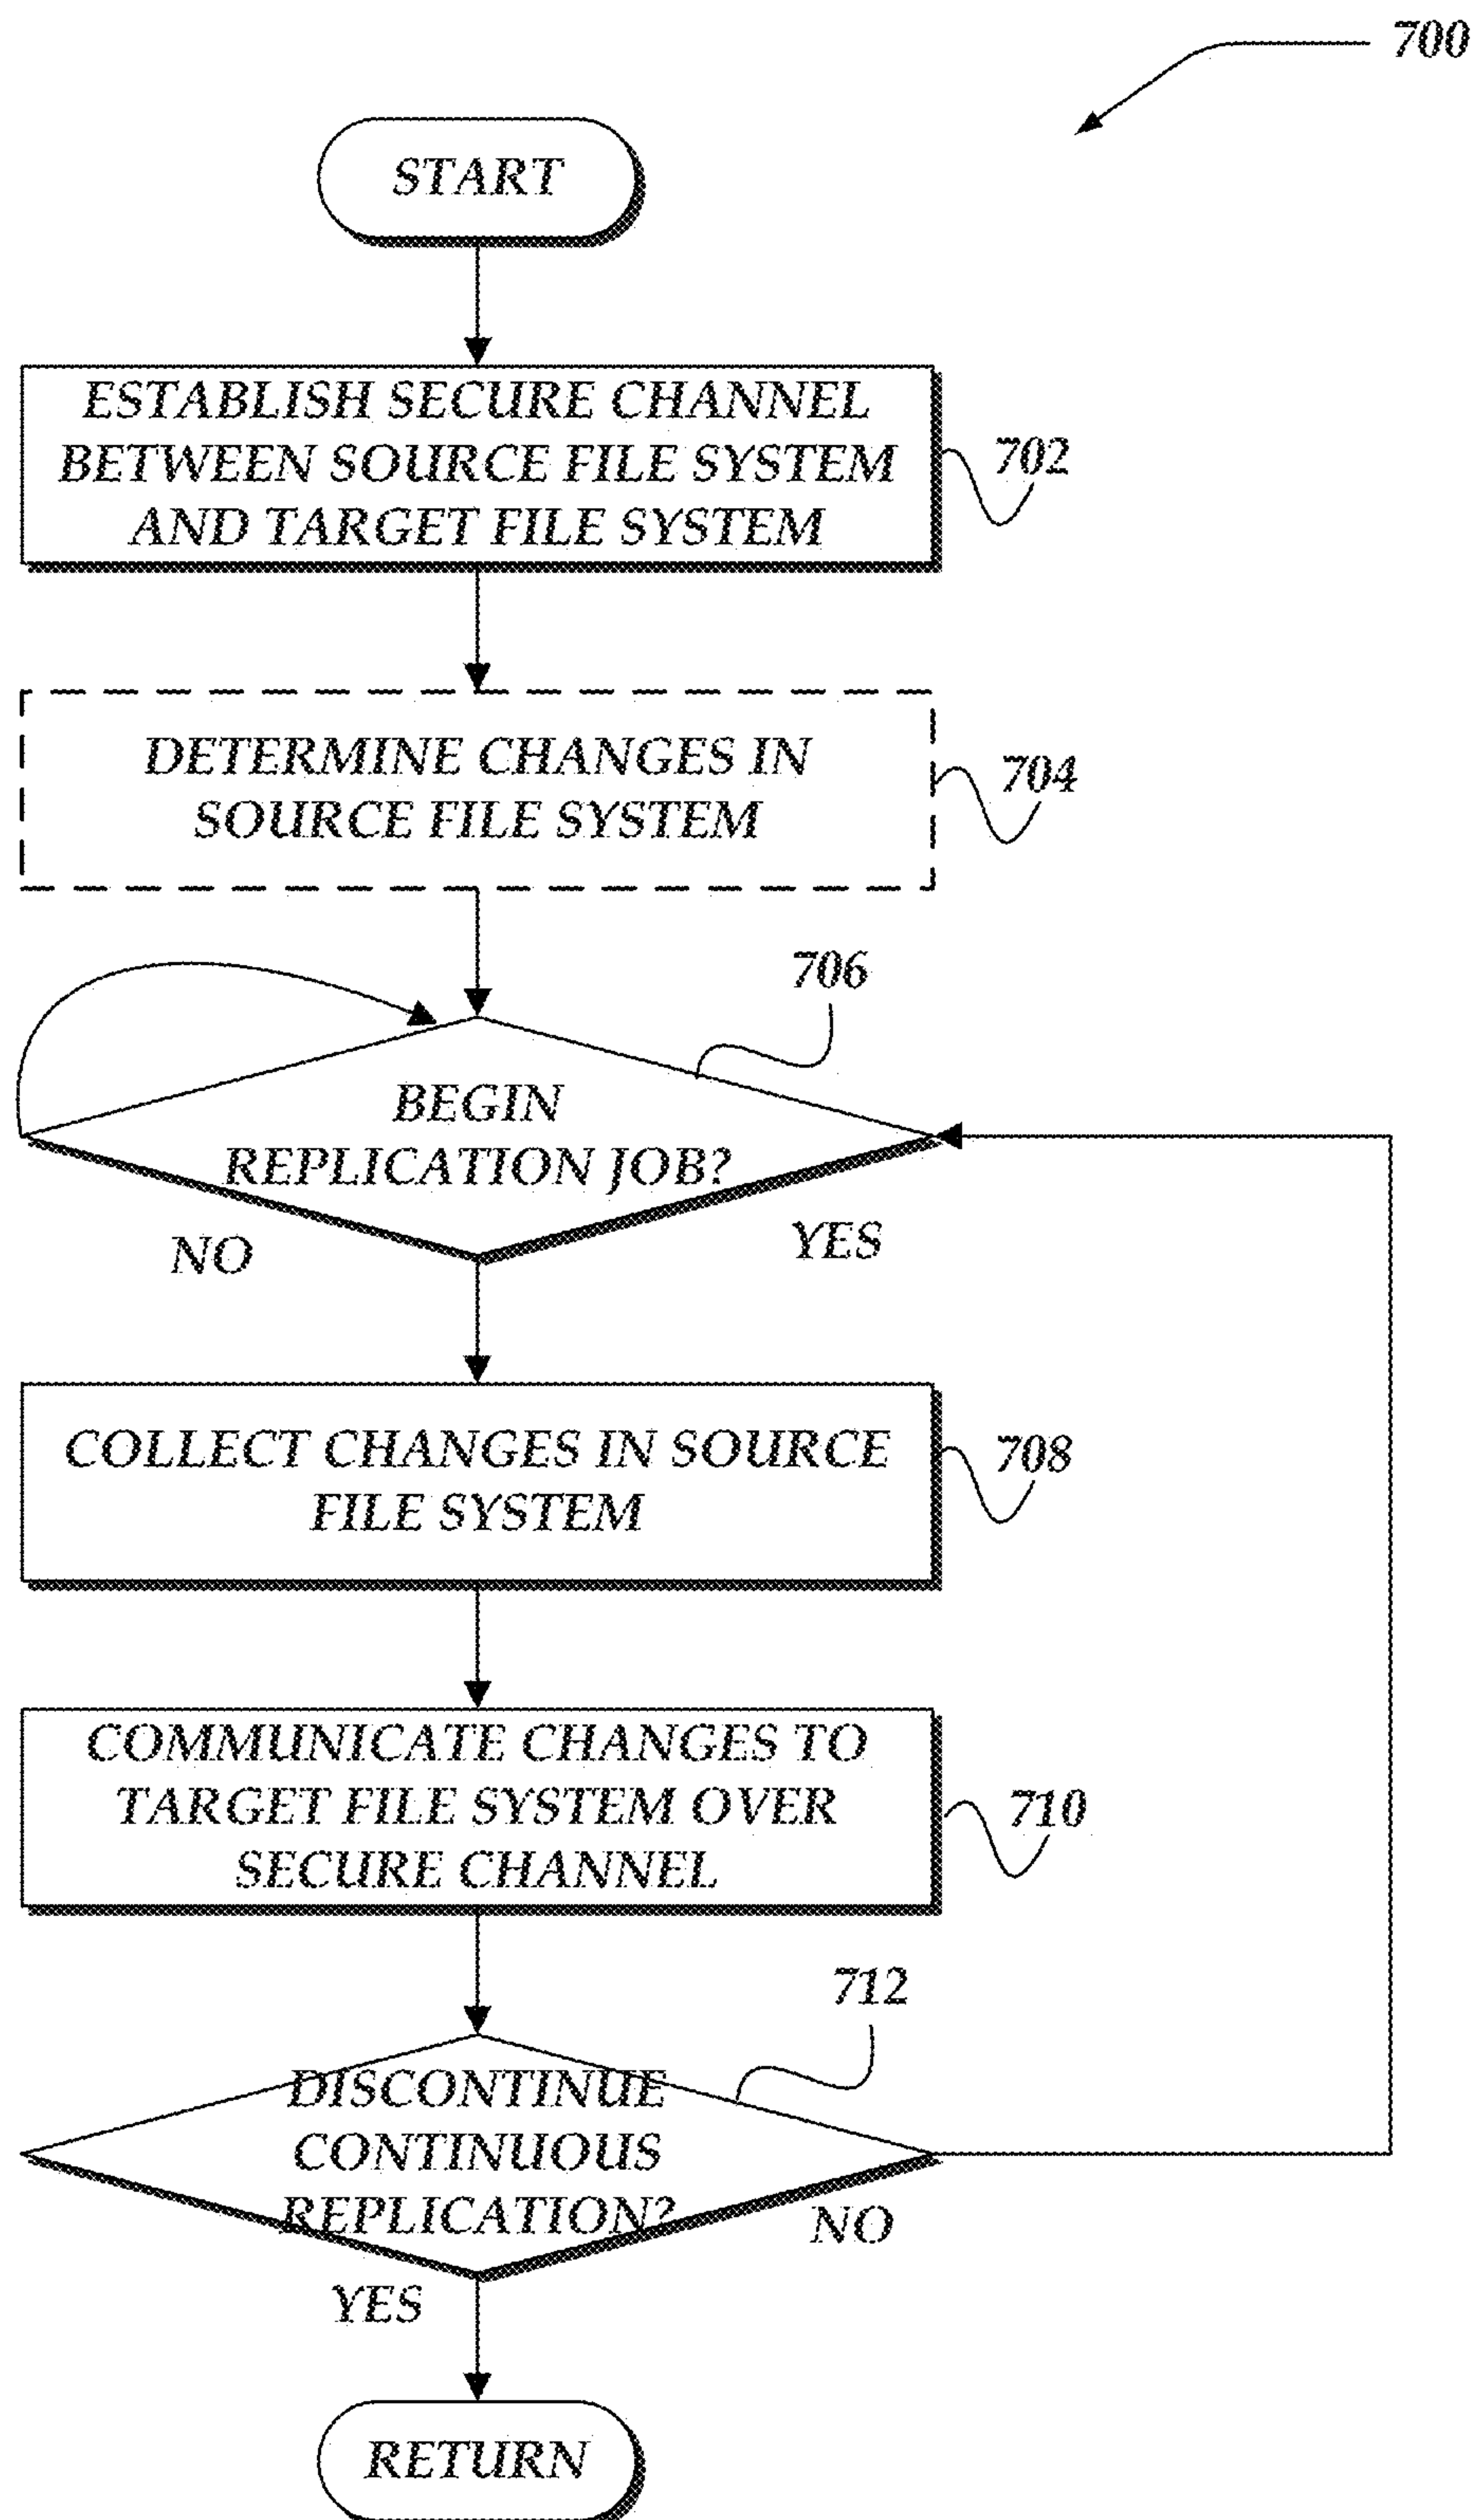 700
START
ESTABLISH SECURE CHANNEL
BETWEEN SOURCE FILE SYSTEM
AND TARGET FILE SYSTEM
702
DETERMINE CHANGES IN
SOURCE FILE SYSTEM
704
706
BEGIN
REPLICATION JOB?
NO
YES
COLLECT CHANGES IN SOURCE
FILE SYSTEM
708
COMMUNICATE CHANGES TO
TARGET FILE SYSTEM OVER
SECURE CHANNEL
710
712
DISCONTINUE
CONTINUOUS
REPLICATION?
NO
YES
RETURN